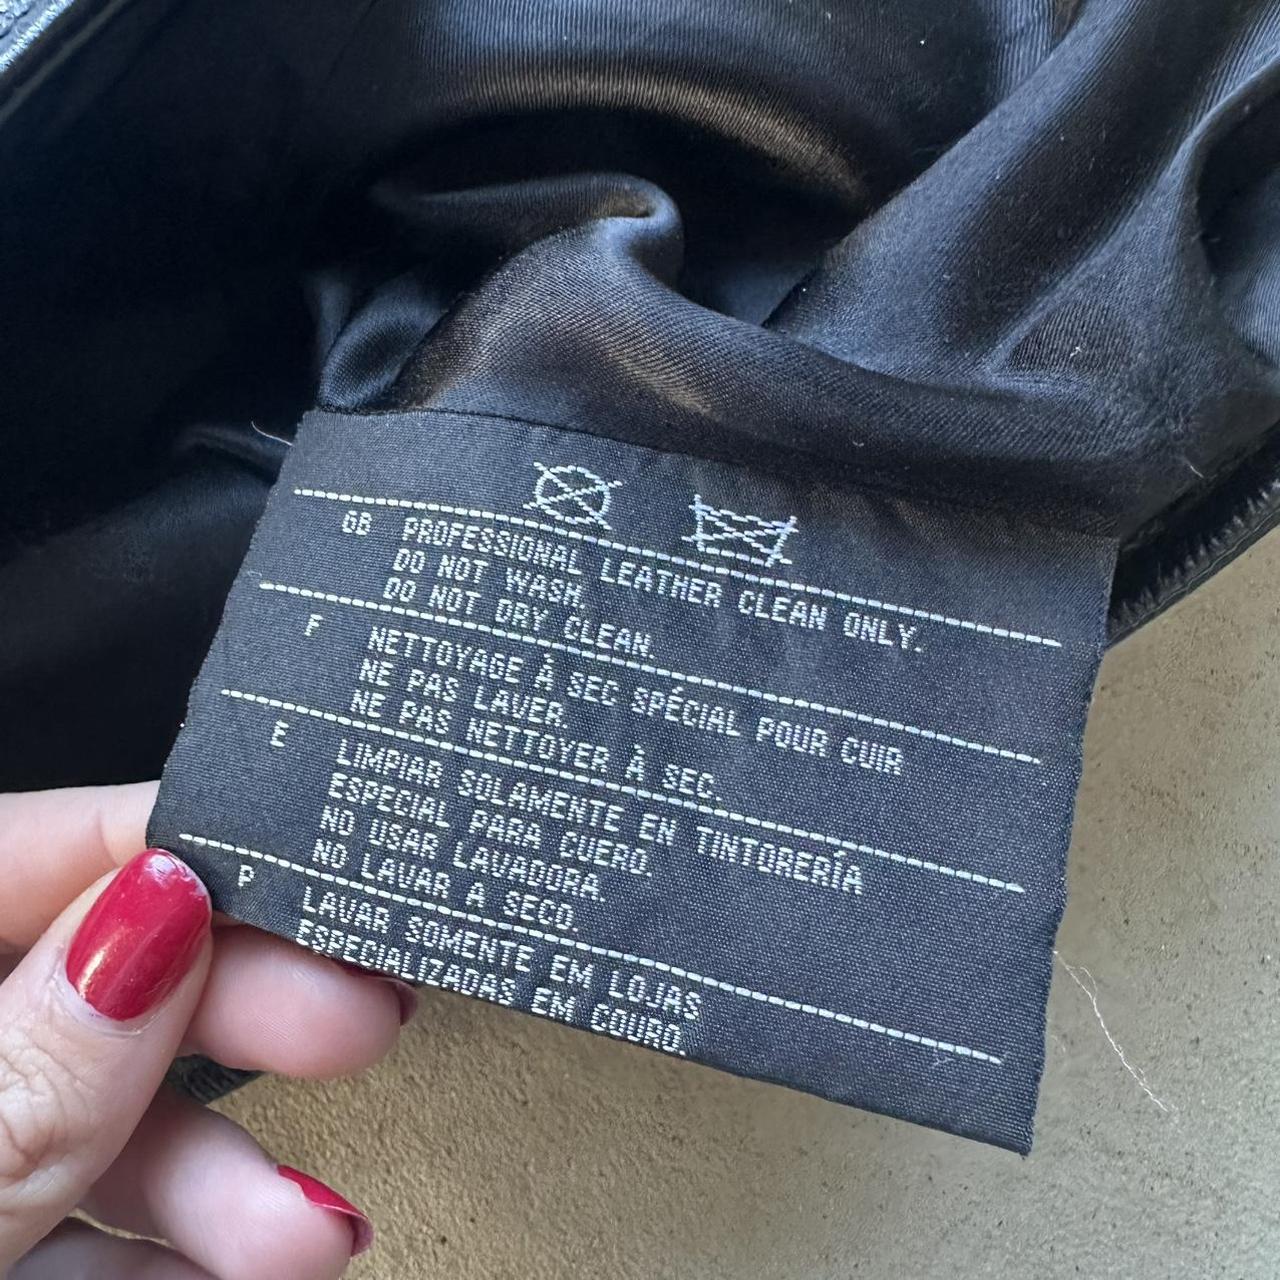 GB PROFESSIONAL LEATHER CLEAN ONLY.
DO NOT WASH.
DO NOT DRY CLEAN.
F NETTOYAGE À SEC SPÉCIAL POUR CUIR
NE PAS LAVER.
NE PAS NETTOYER À SEC.
E LIMPIAR SOLAMENTE EN TINTORERÍA
ESPECIAL PARA CUERO.
NO USAR LAVADORA.
NO LAVAR A SECO.
P LAVAR SOMENTE EM LOJAS
ESPECIALIZADAS EM COURO.